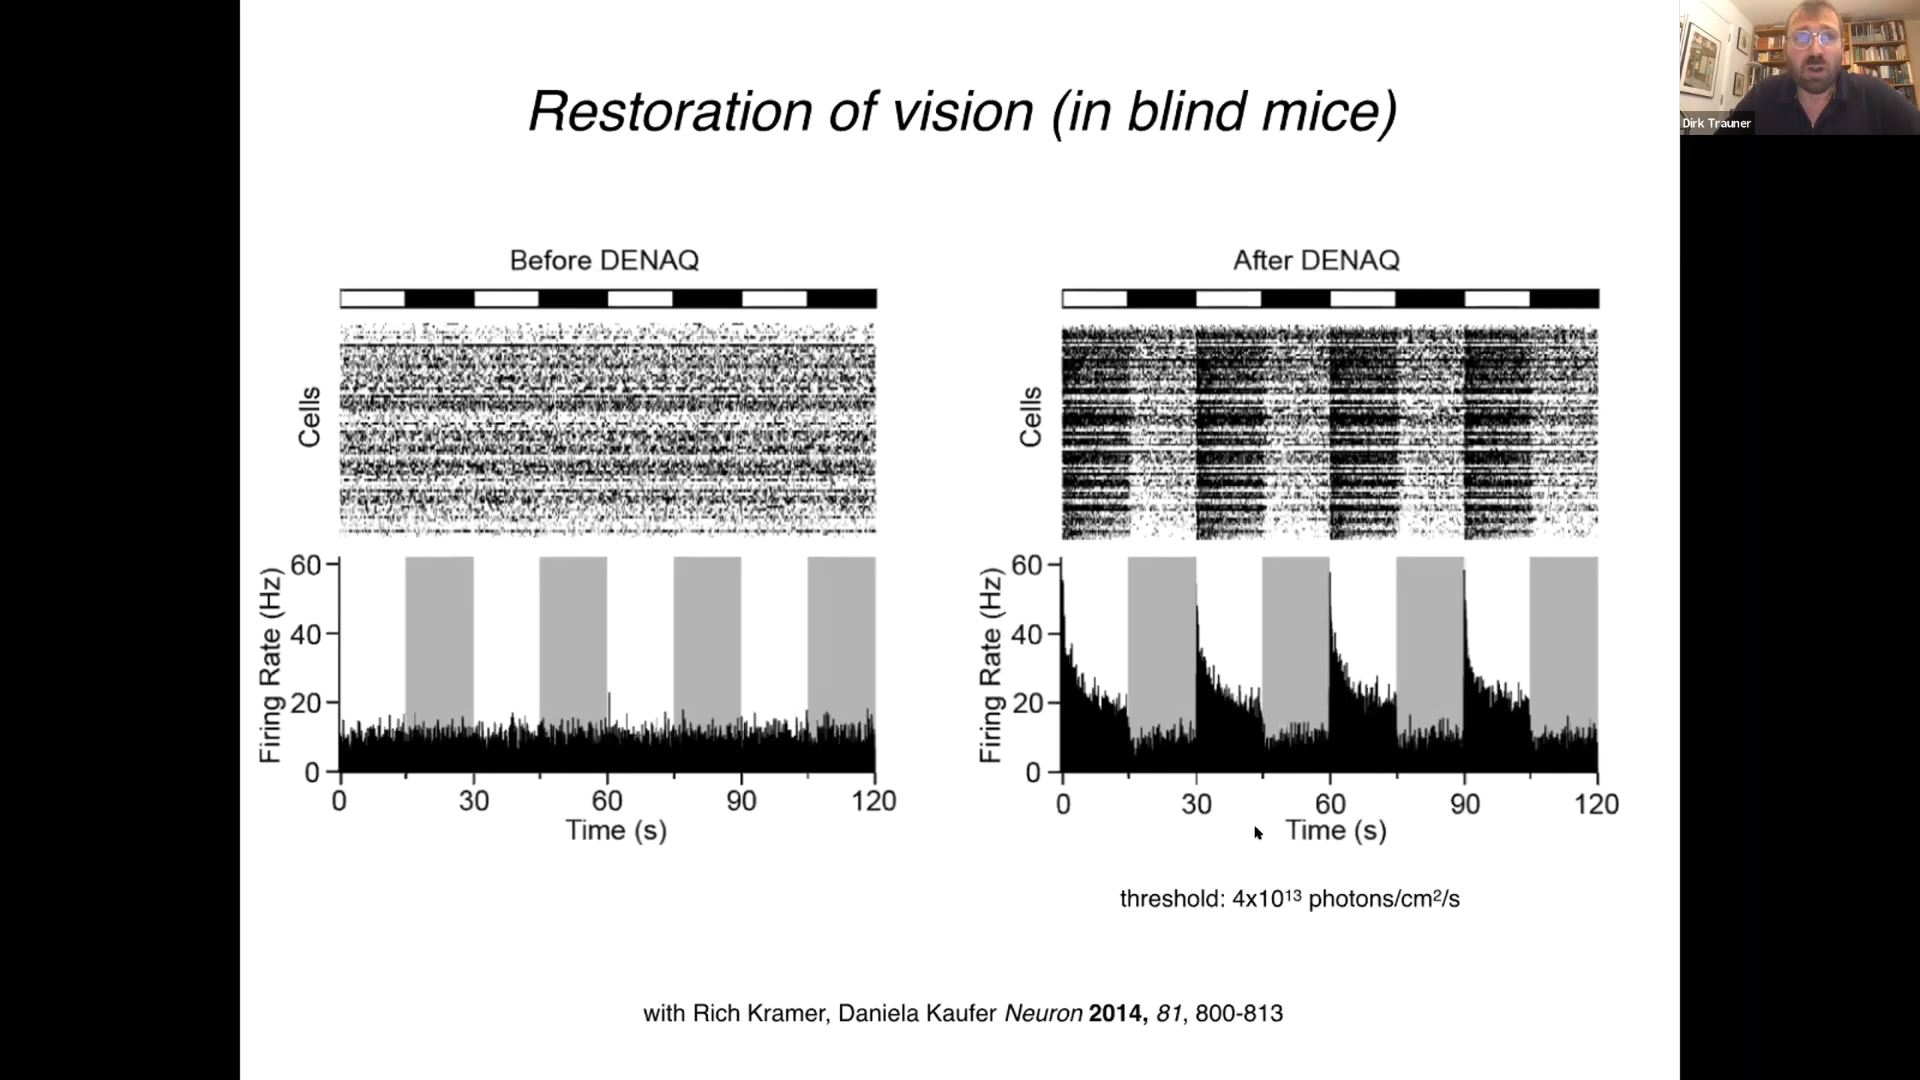 Restoration of vision (in blind mice)
Dirk Trauner
Before DENAQ
Cells
Firing Rate (Hz)
60
40
20
0
0 30 60 90 120
Time (s)
After DENAQ
Cells
Firing Rate (Hz)
60
40
20
0
0 30 60 90 120
Time (s)
threshold: 4x10¹³ photons/cm²/s
with Rich Kramer, Daniela Kaufer Neuron 2014, 81, 800-813